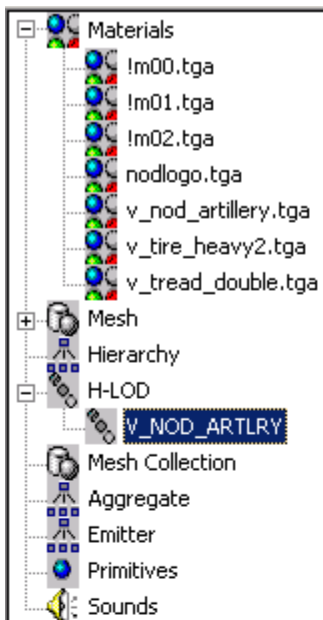 Materials
!m00.tga
!m01.tga
!m02.tga
nodlogo.tga
v_nod_artillery.tga
v_tire_heavy2.tga
v_tread_double.tga
Mesh
Hierarchy
H-LOD
V_NOD_ARTLRY
Mesh Collection
Aggregate
Emitter
Primitives
Sounds